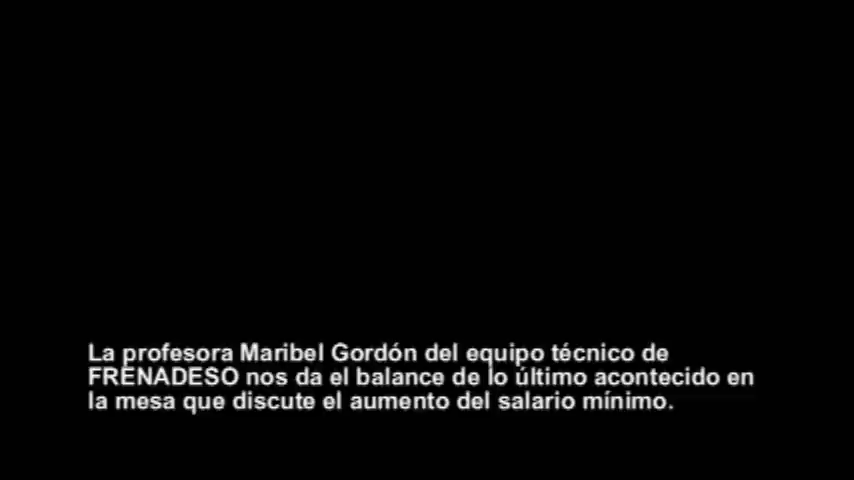 La profesora Maribel Gordón del equipo técnico de
FRENADESO nos da el balance de lo último acontecido en
la mesa que discute el aumento del salario mínimo.